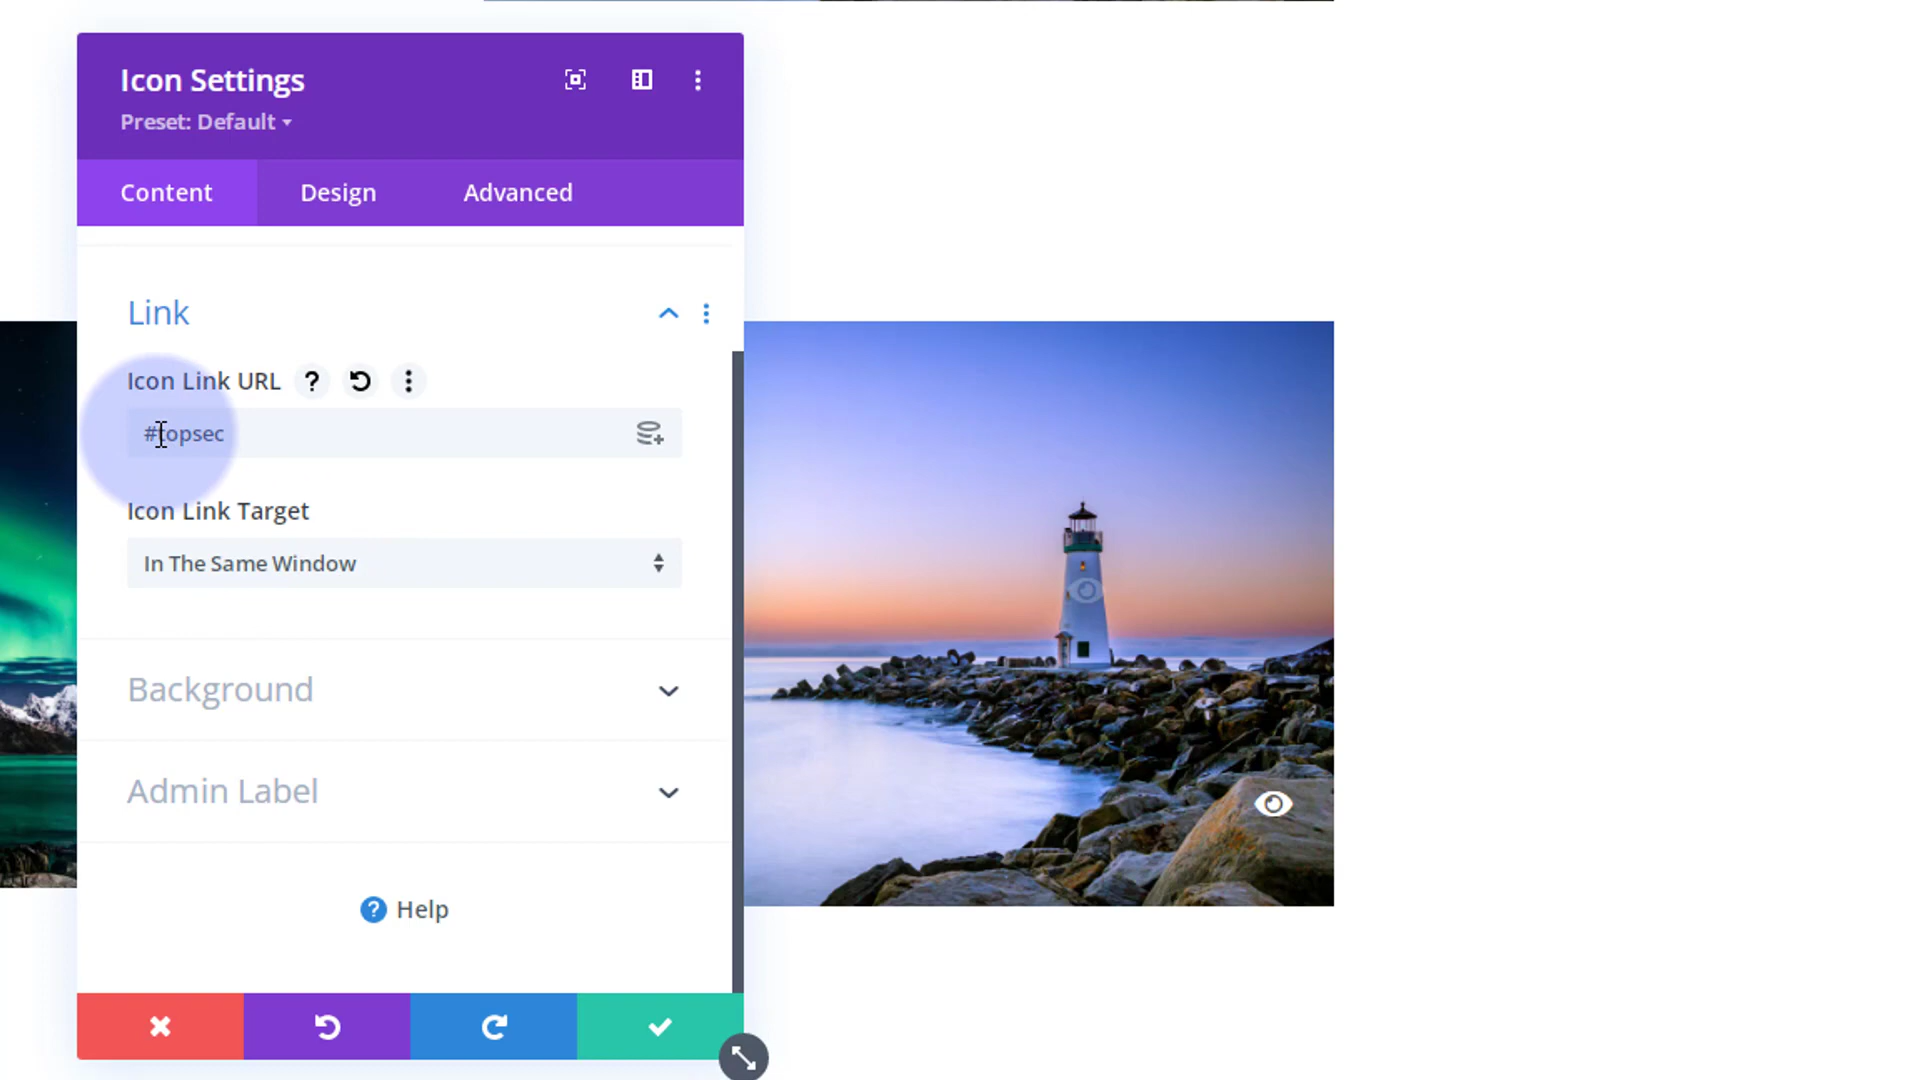 Icon Settings
Preset: Default
Content
Design
Advanced
Link
Icon Link URL
#topsec
Icon Link Target
In The Same Window
Background
Admin Label
Help